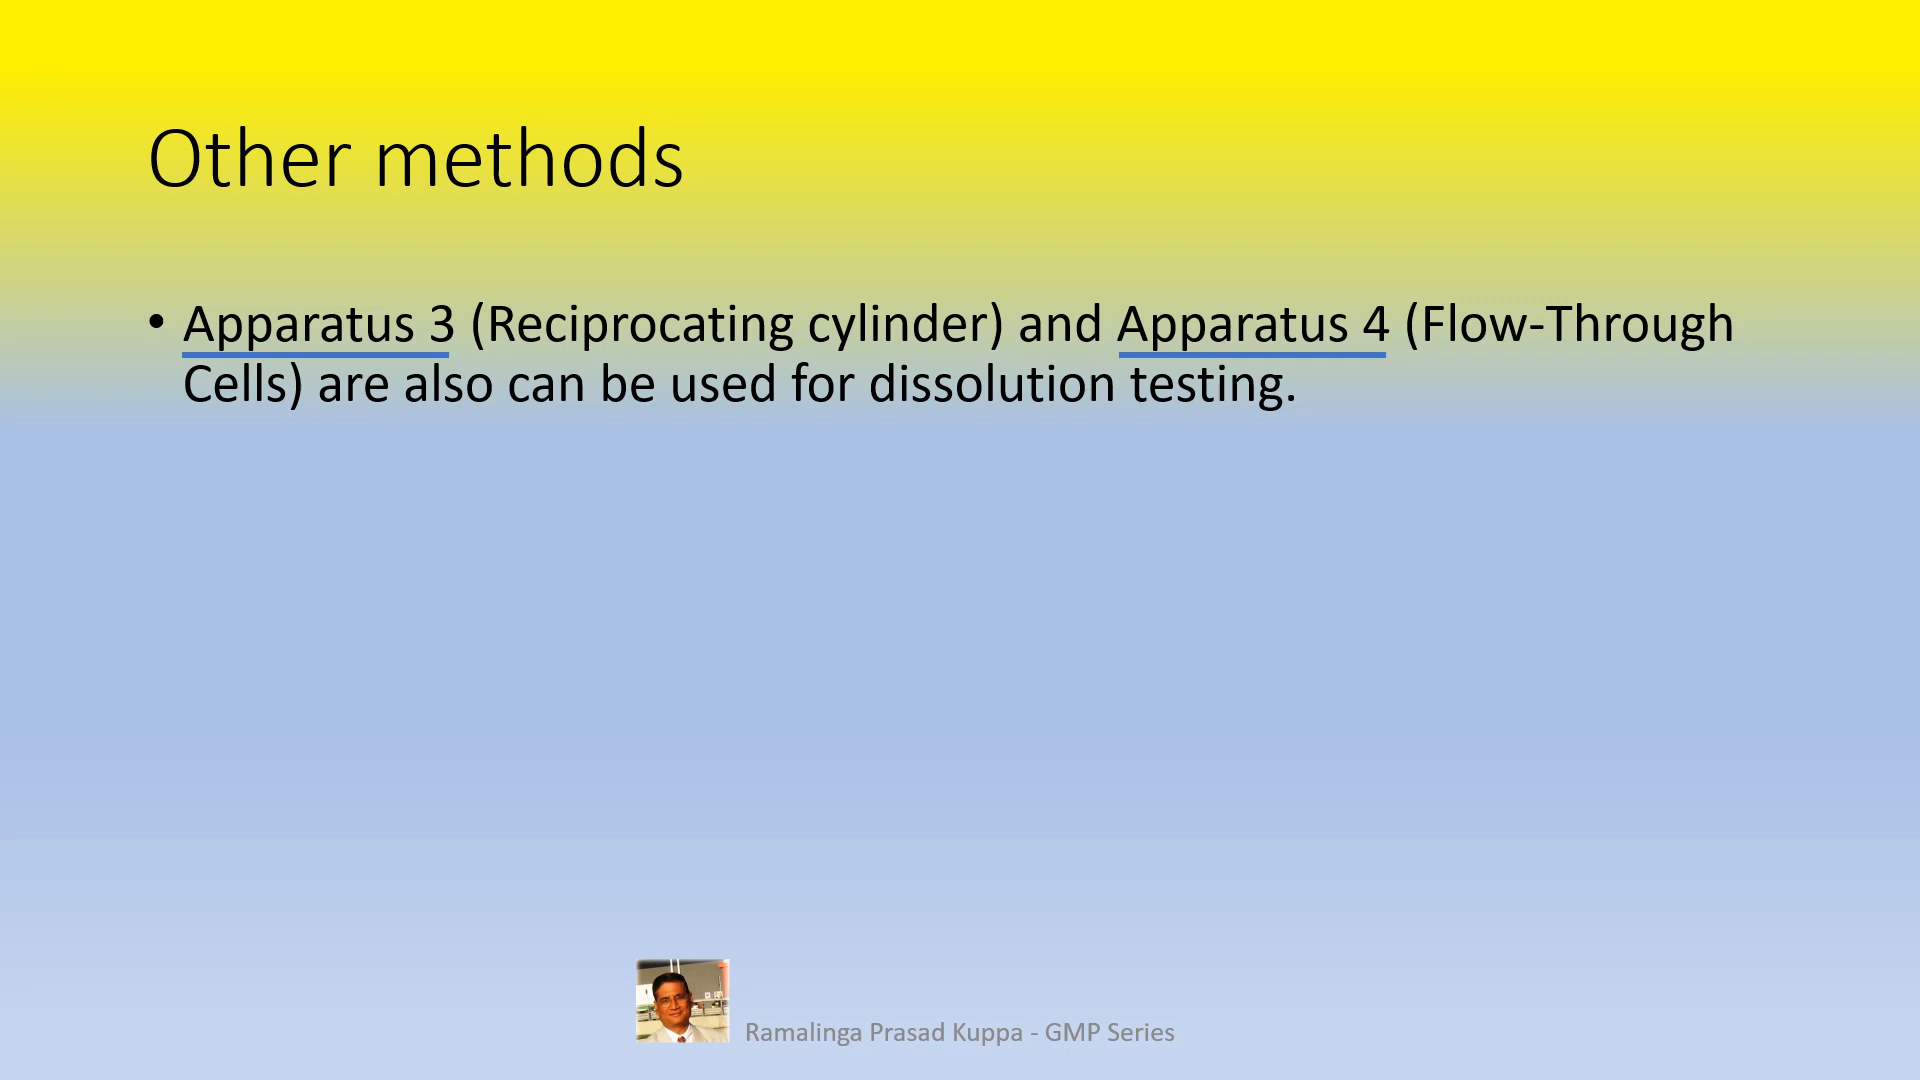 Other methods
• Apparatus 3 (Reciprocating cylinder) and Apparatus 4 (Flow-Through
Cells) are also can be used for dissolution testing.
Ramalinga Prasad Kuppa - GMP Series